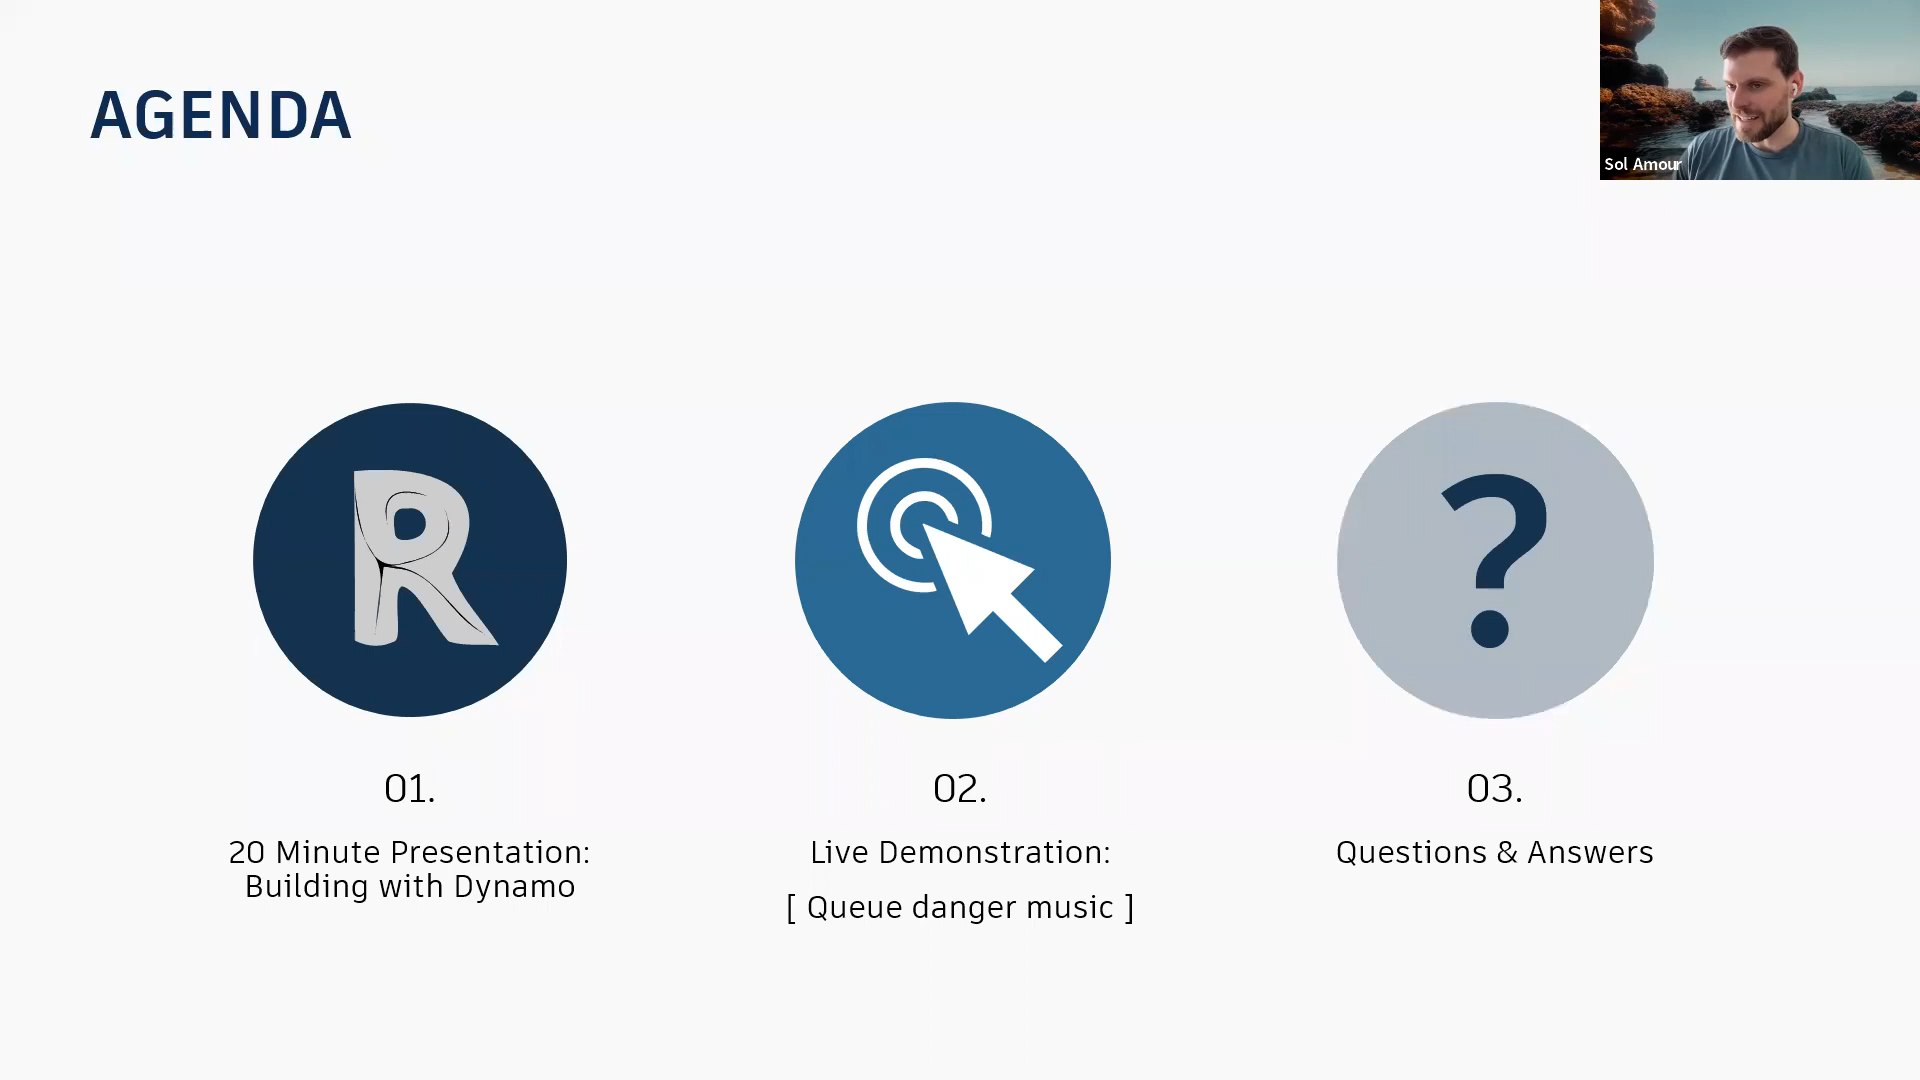 AGENDA
Sol Amour
R
?
01.
20 Minute Presentation:
Building with Dynamo
02.
Live Demonstration:
[ Queue danger music ]
03.
Questions & Answers